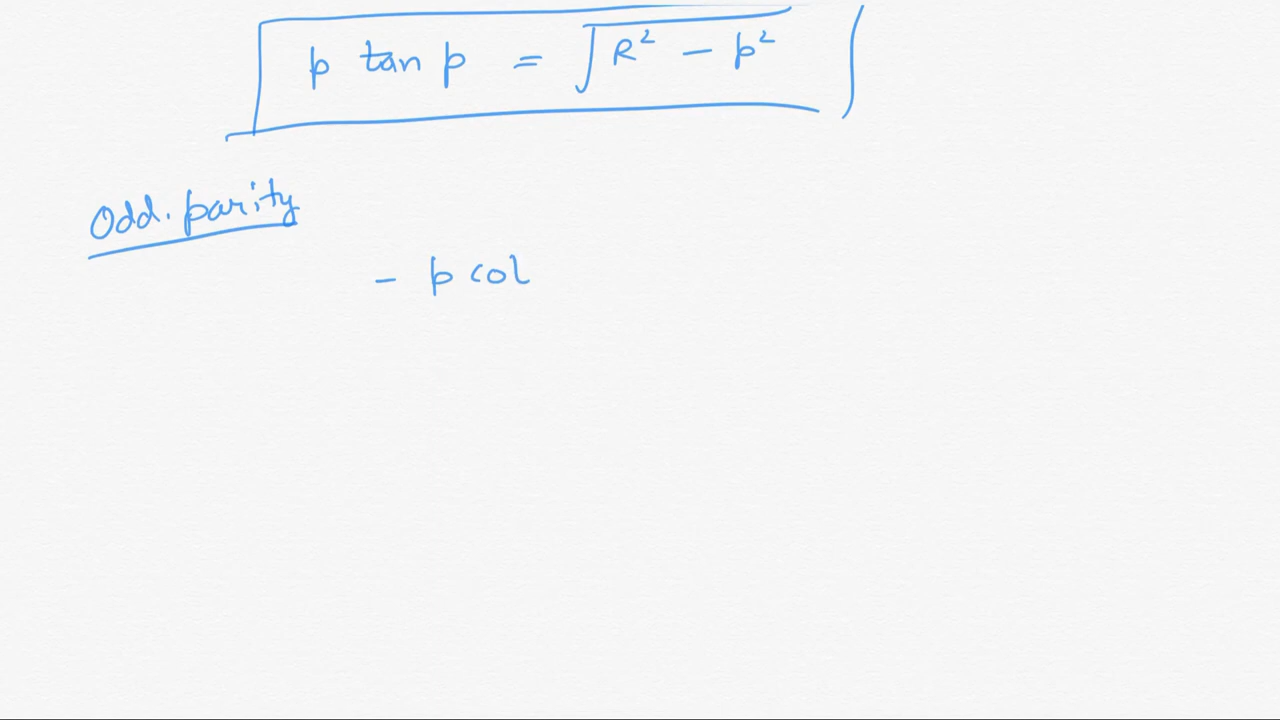 p tan p = √R² - p²
Odd. parity
- p col